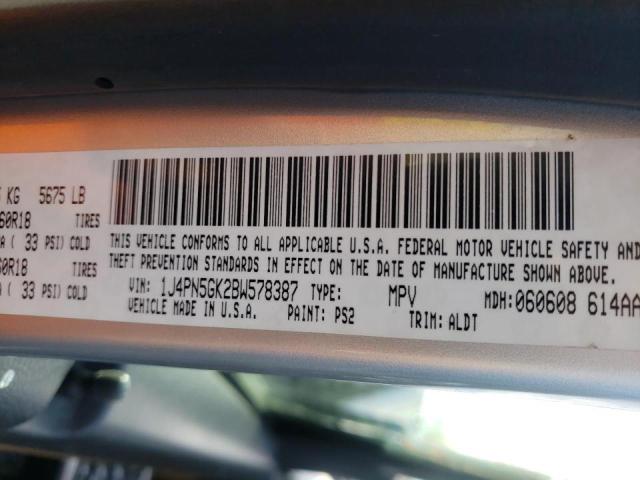 KG 5675 LB
60R18 TIRES
( 33 PSI) COLD
60R18 TIRES
( 33 PSI) COLD
THIS VEHICLE CONFORMS TO ALL APPLICABLE U.S.A. FEDERAL MOTOR VEHICLE SAFETY AND
THEFT PREVENTION STANDARDS IN EFFECT ON THE DATE OF MANUFACTURE SHOWN ABOVE.
VIN: 1J4PN5GK2BW578387 TYPE: MPV MDH:060608 614AA
VEHICLE MADE IN U.S.A. PAINT: PS2 TRIM: ALDT